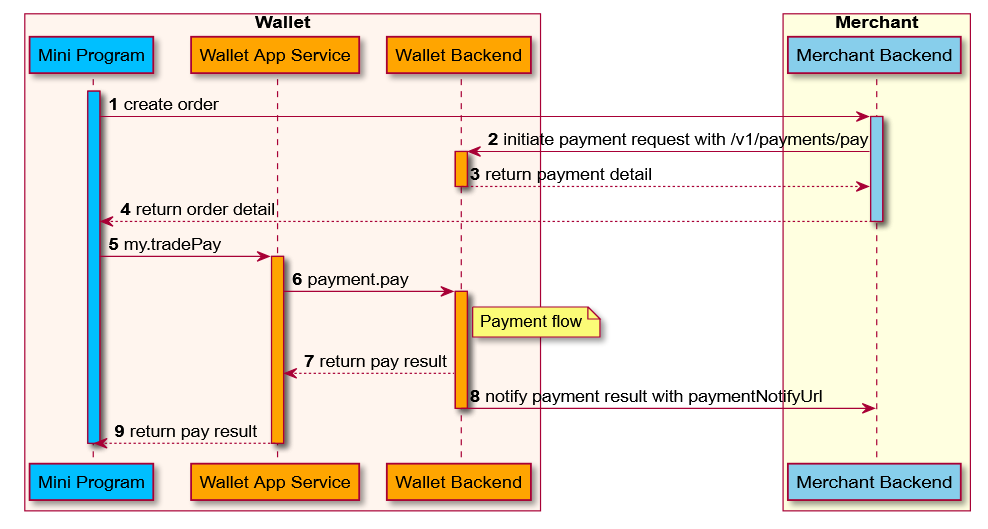 Wallet
Merchant
Mini Program
Wallet App Service
Wallet Backend
Merchant Backend
1 create order
2 initiate payment request with /v1/payments/pay
3 return payment detail
4 return order detail
5 my.tradePay
6 payment.pay
Payment flow
7 return pay result
8 notify payment result with paymentNotifyUrl
9 return pay result
Mini Program
Wallet App Service
Wallet Backend
Merchant Backend